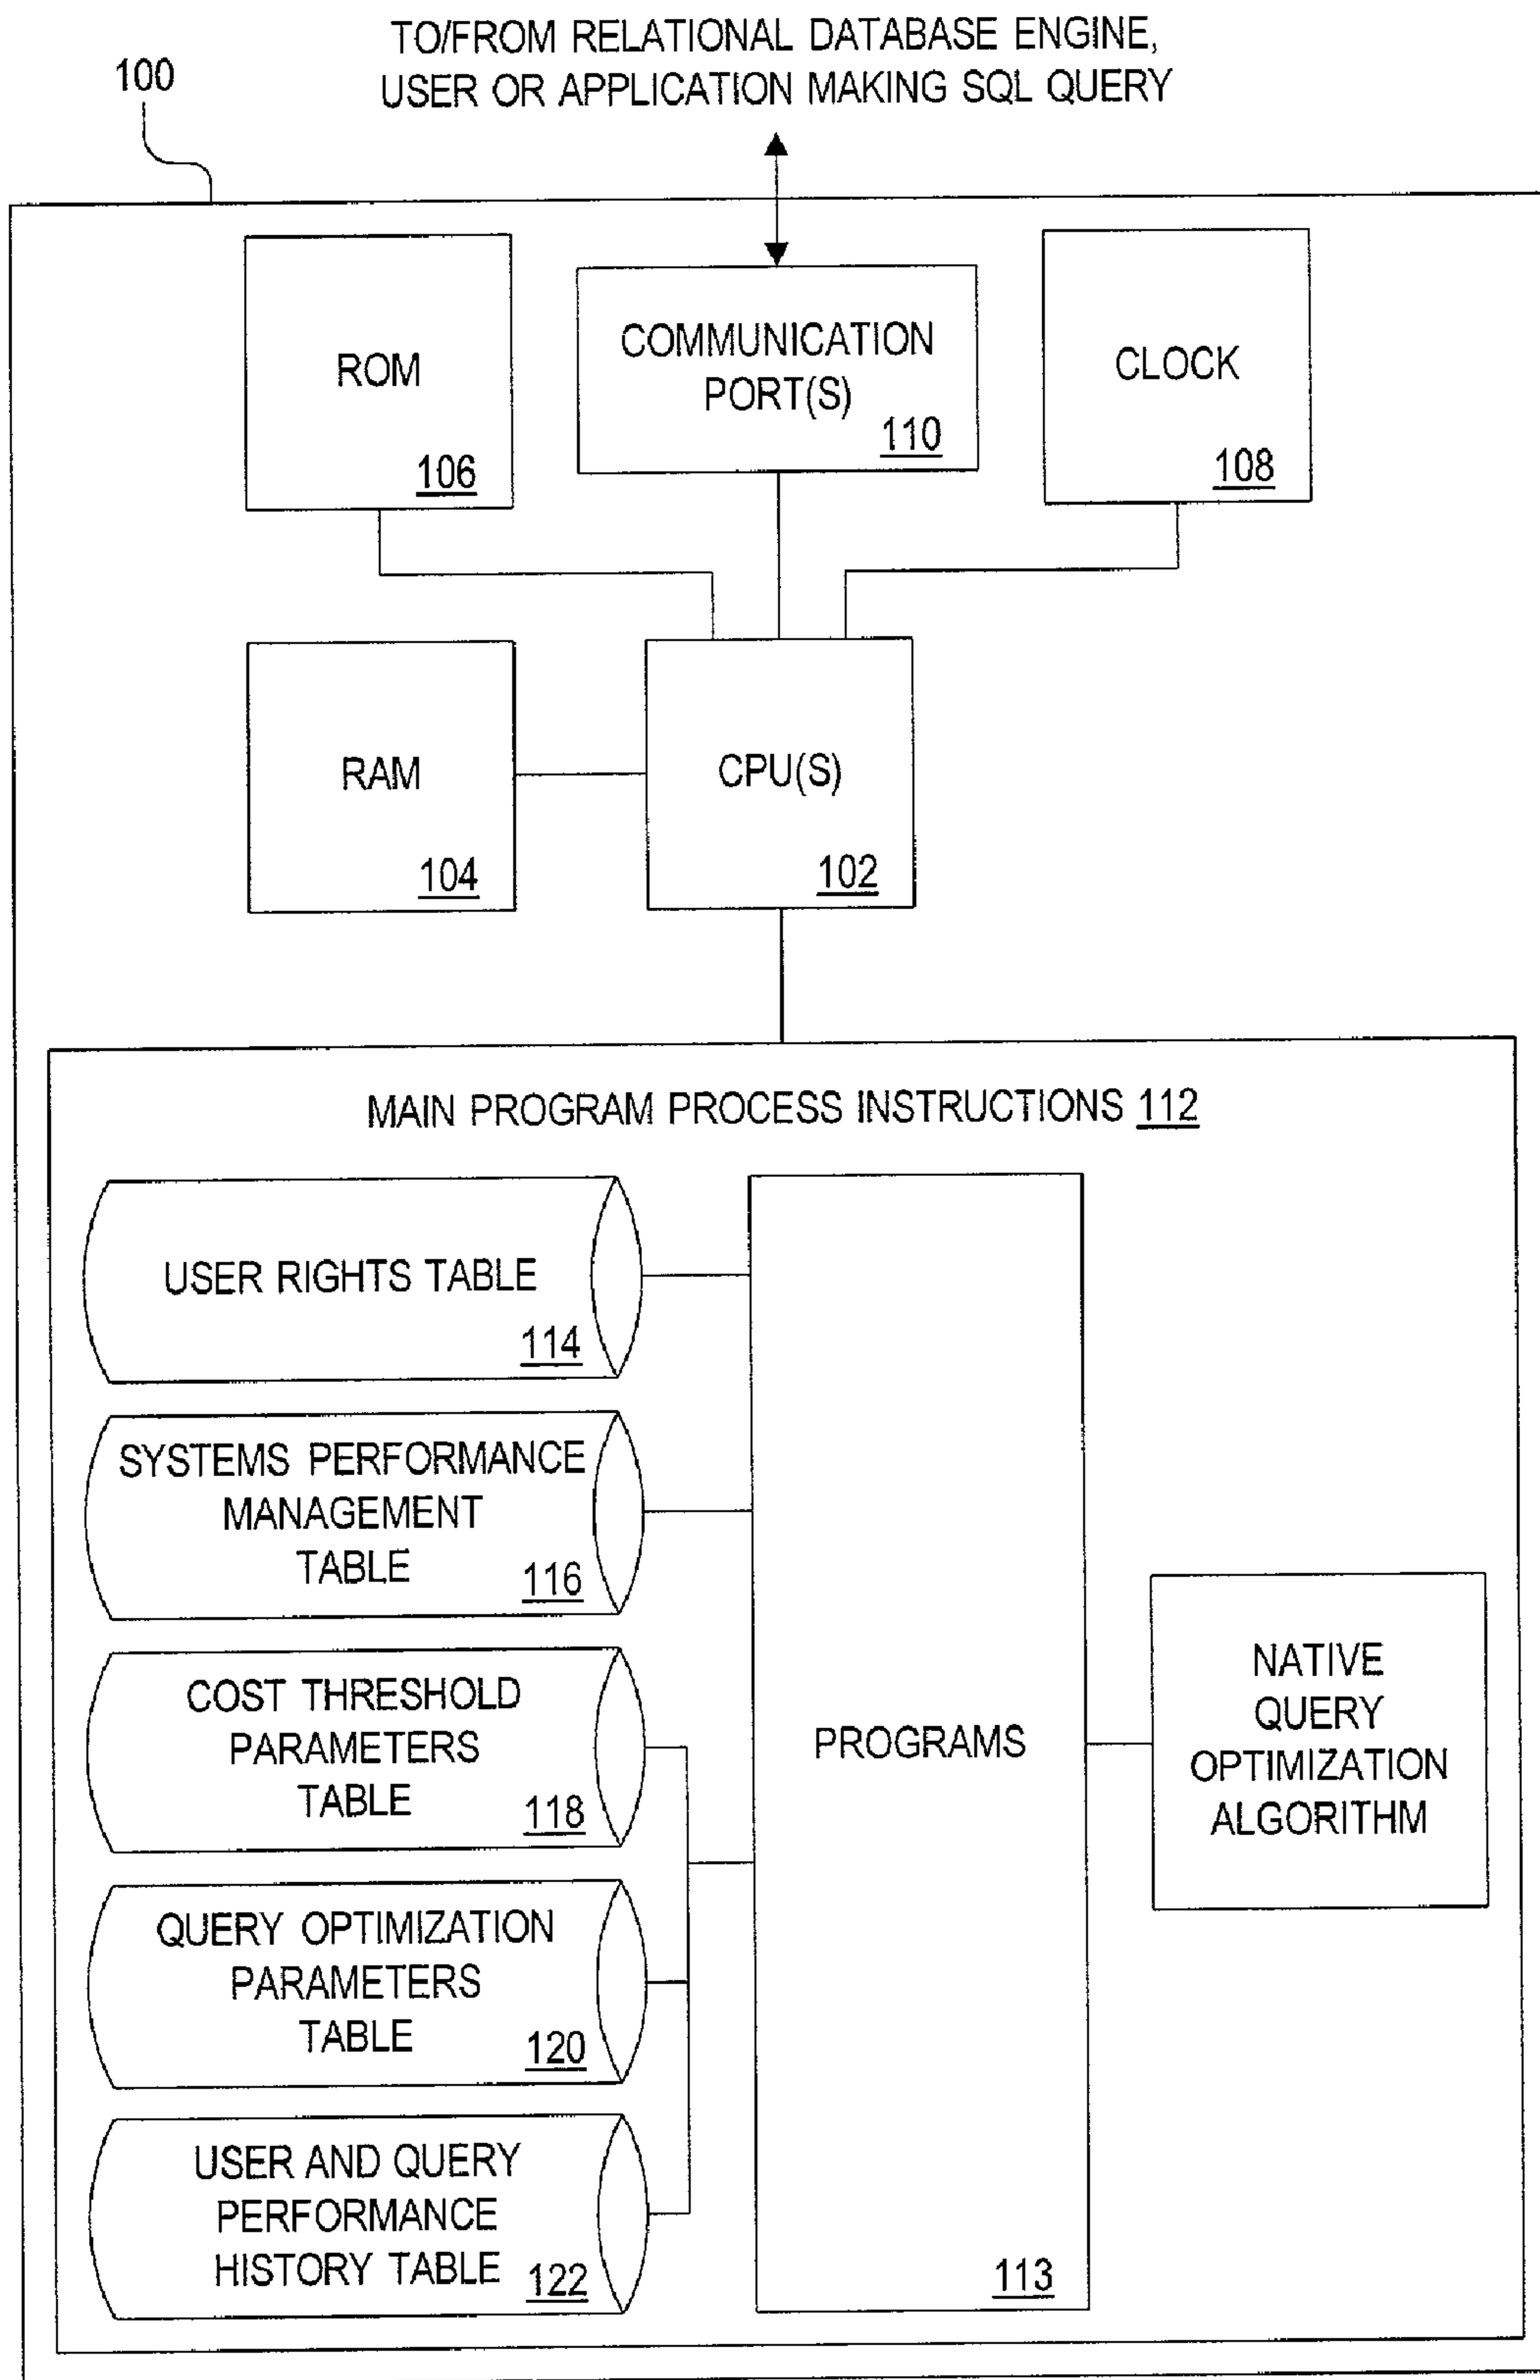 TO/FROM RELATIONAL DATABASE ENGINE,
USER OR APPLICATION MAKING SQL QUERY
100
ROM
106
COMMUNICATION
PORT(S)
110
CLOCK
108
RAM
104
CPU(S)
102
MAIN PROGRAM PROCESS INSTRUCTIONS 112
USER RIGHTS TABLE
114
SYSTEMS PERFORMANCE
MANAGEMENT
TABLE
116
COST THRESHOLD
PARAMETERS
TABLE
118
QUERY OPTIMIZATION
PARAMETERS
TABLE
120
USER AND QUERY
PERFORMANCE
HISTORY TABLE
122
PROGRAMS
113
NATIVE
QUERY
OPTIMIZATION
ALGORITHM